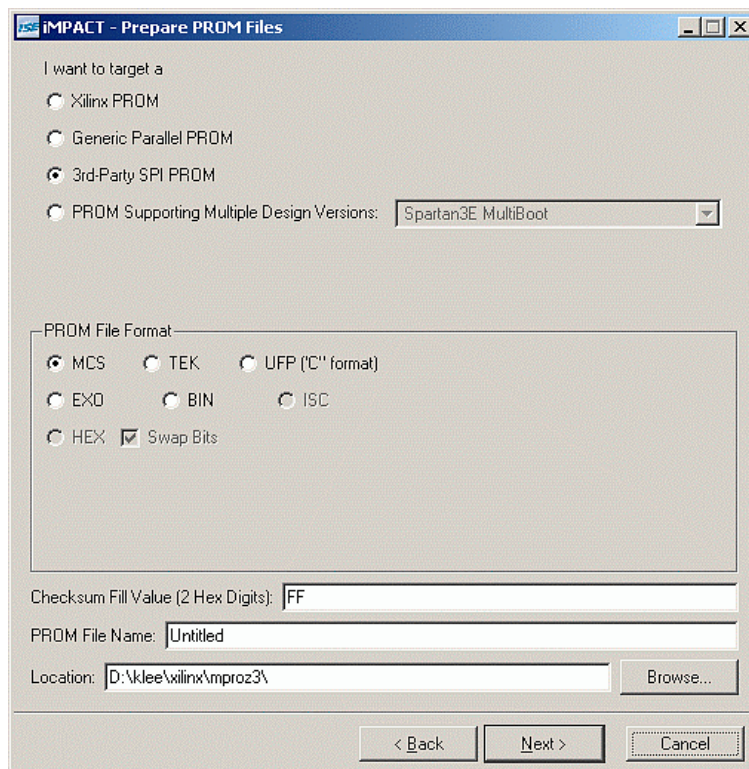 ISE iMPACT - Prepare PROM Files
I want to target a
Xilinx PROM
Generic Parallel PROM
3rd-Party SPI PROM
PROM Supporting Multiple Design Versions: Spartan3E MultiBoot
PROM File Format
MCS TEK UFP ("C" format)
EXO BIN ISC
HEX Swap Bits
Checksum Fill Value (2 Hex Digits): FF
PROM File Name: Untitled
Location: D:\klee\xilinx\mproz3\ Browse...
< Back Next > Cancel